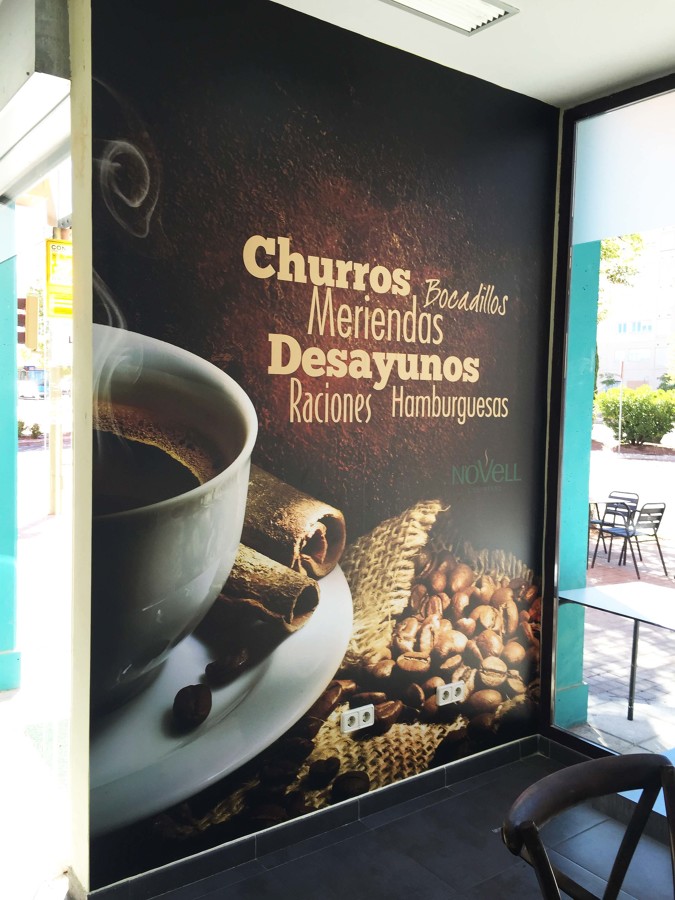 Churros
Bocadillos
Meriendas
Desayunos
Raciones Hamburguesas
NOVELL